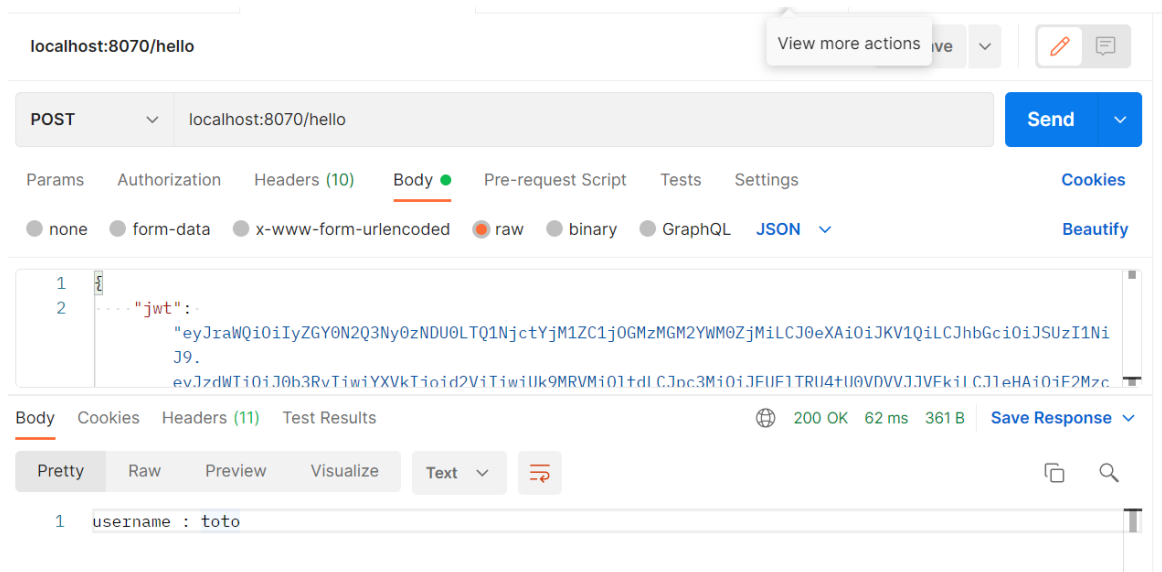 localhost:8070/hello
View more actions
POST localhost:8070/hello Send
Params Authorization Headers (10) Body Pre-request Script Tests Settings Cookies
none form-data x-www-form-urlencoded raw binary GraphQL JSON Beautify
1 {
2 "jwt":
"eyJraWQiOiIyZGY0N2Q3Ny0zNDU0LTQ1NjctYjM1ZC1jOGMzMGM2YWM0ZjMiLCJ0eXAiOiJKV1QiLCJhbGciOiJSUzI1Ni
J9.
Body Cookies Headers (11) Test Results 200 OK 62 ms 361 B Save Response
Pretty Raw Preview Visualize Text
1 username : toto